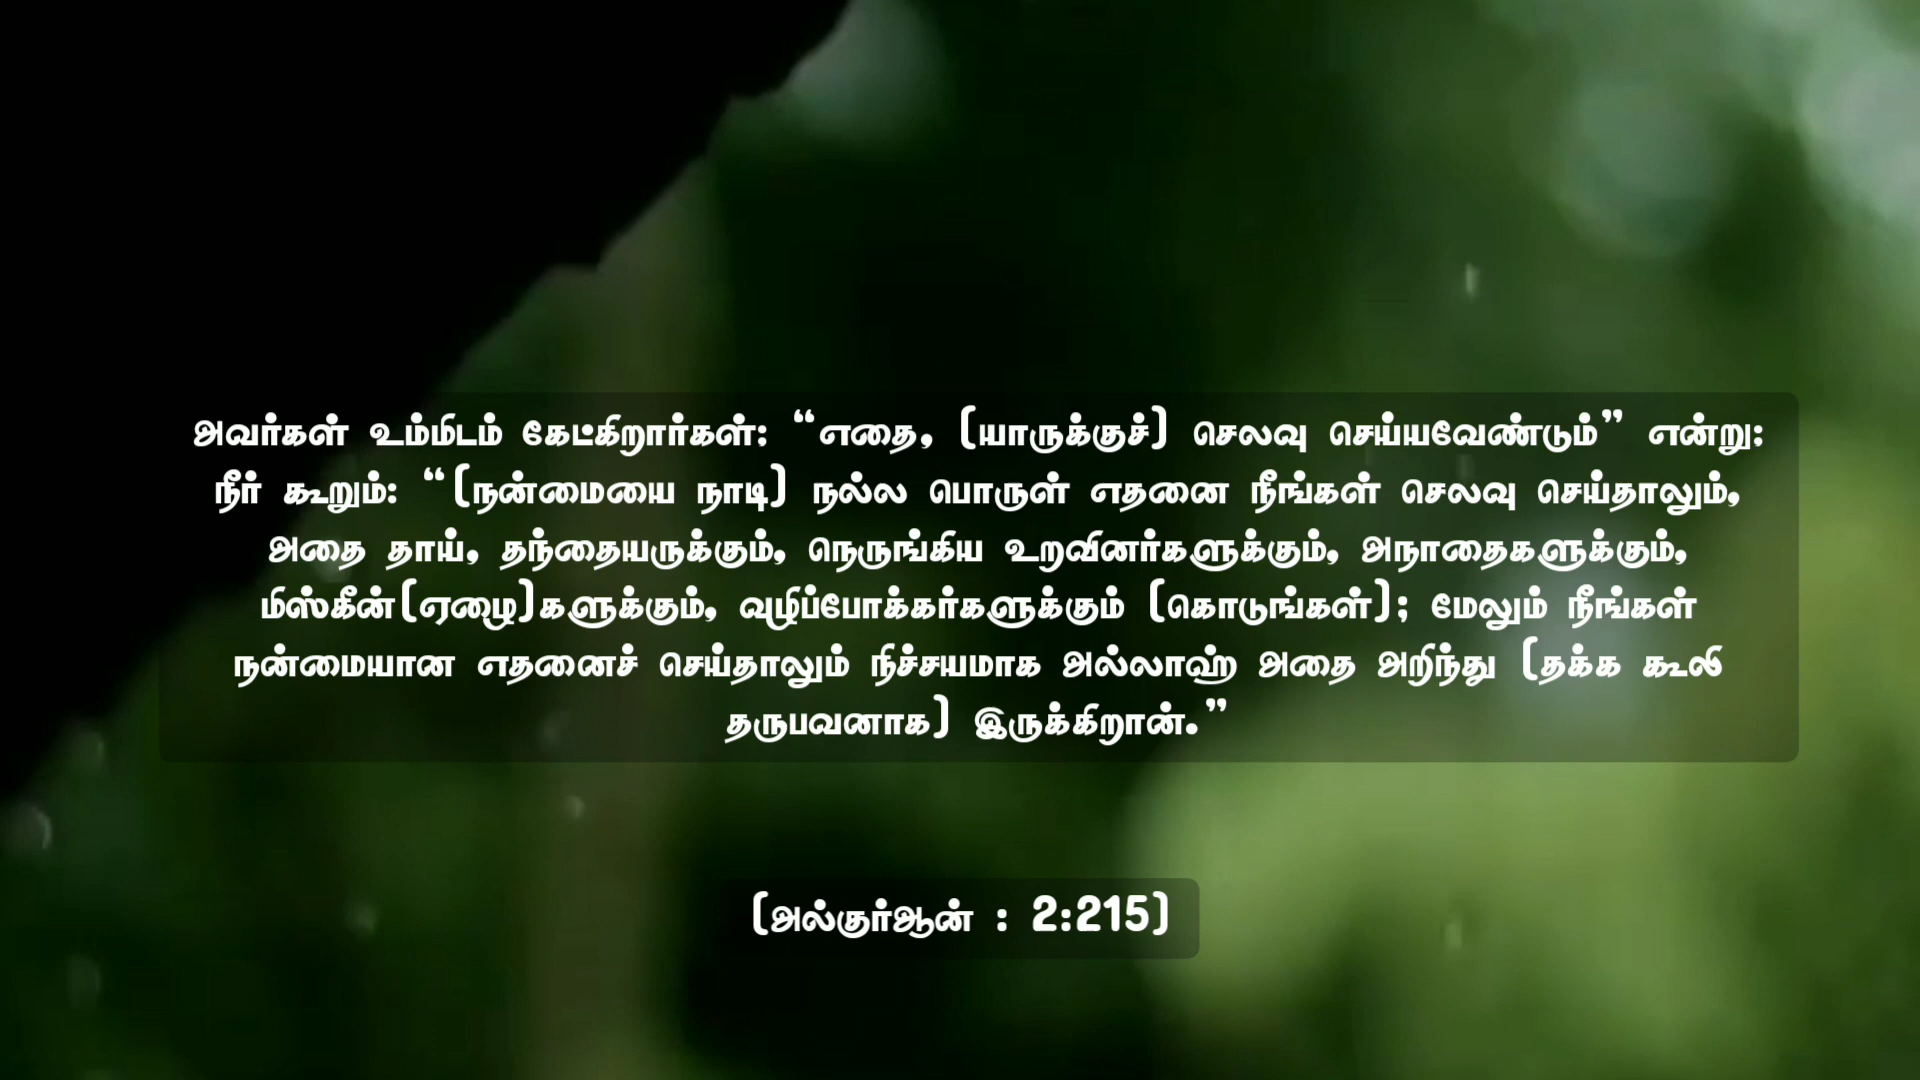 அவர்கள் உம்மிடம் கேட்கிறார்கள்: “எதை, (யாருக்குச்) செலவு செய்யவேண்டும்” என்று:
நீர் கூறும்: “(நன்மையை நாடி) நல்ல பொருள் எதனை நீங்கள் செலவு செய்தாலும்,
அதை தாய், தந்தையருக்கும், நெருங்கிய உறவினர்களுக்கும், அநாதைகளுக்கும்,
மிஸ்கீன்(ஏழை)களுக்கும், வழிப்போக்கர்களுக்கும் (கொடுங்கள்); மேலும் நீங்கள்
நன்மையான எதனைச் செய்தாலும் நிச்சயமாக அல்லாஹ் அதை அறிந்து (தக்க கூலி
தருபவனாக) இருக்கிறான்.”
(அல்குர்ஆன் : 2:215)